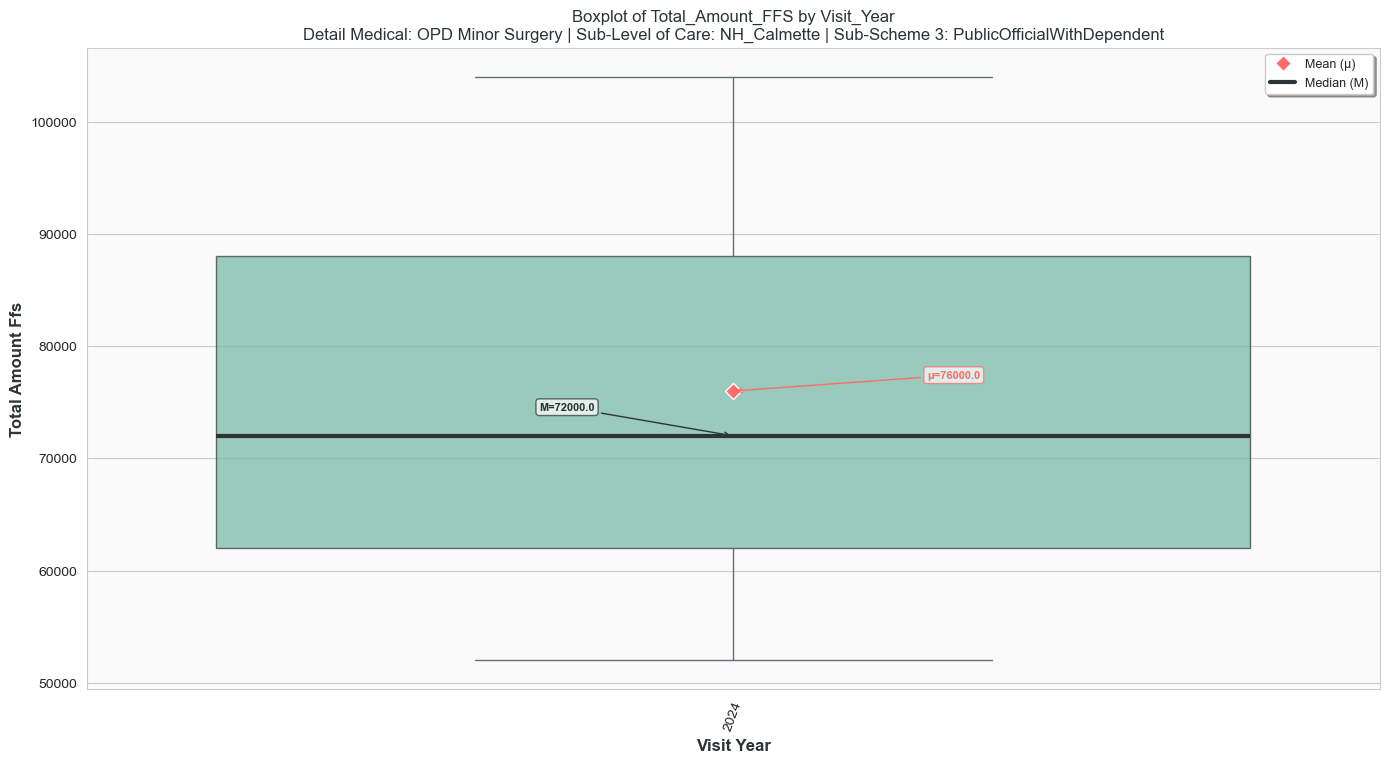 Boxplot of Total_Amount_FFS by Visit_Year
Detail Medical: OPD Minor Surgery | Sub-Level of Care: NH_Calmette | Sub-Scheme 3: PublicOfficialWithDependent
Mean (μ)
Median (M)
100000
90000
80000
70000
60000
50000
Total Amount Ffs
μ=76000.0
M=72000.0
2024
Visit Year